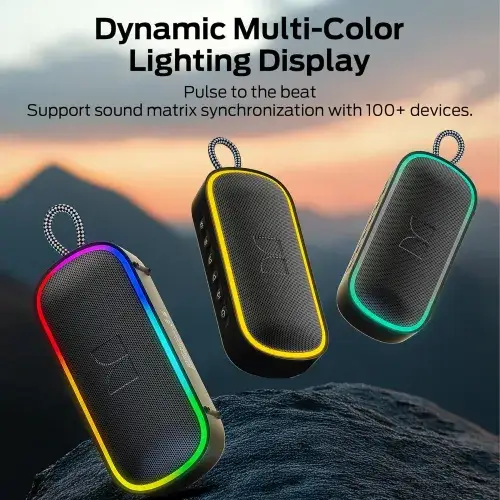 Dynamic Multi-Color
Lighting Display
Pulse to the beat
Support sound matrix synchronization with 100+ devices.